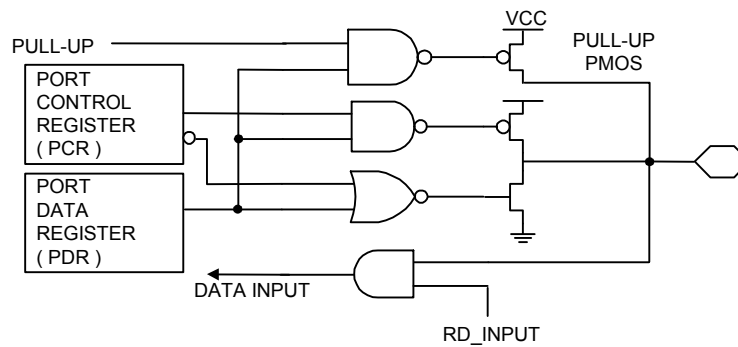 VCC
PULL-UP
PULL-UP
PMOS
PORT
CONTROL
REGISTER
( PCR )
PORT
DATA
REGISTER
( PDR )
DATA INPUT
RD_INPUT